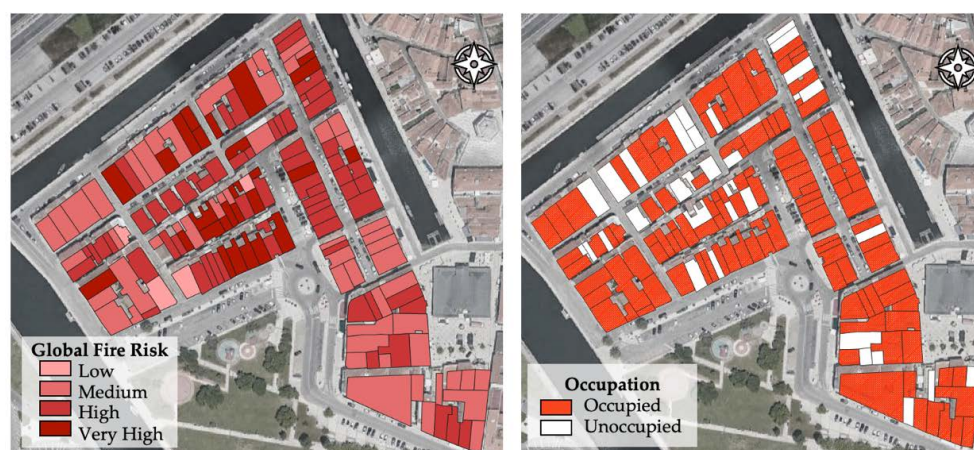 Global Fire Risk
Low
Medium
High
Very High
Occupation
Occupied
Unoccupied